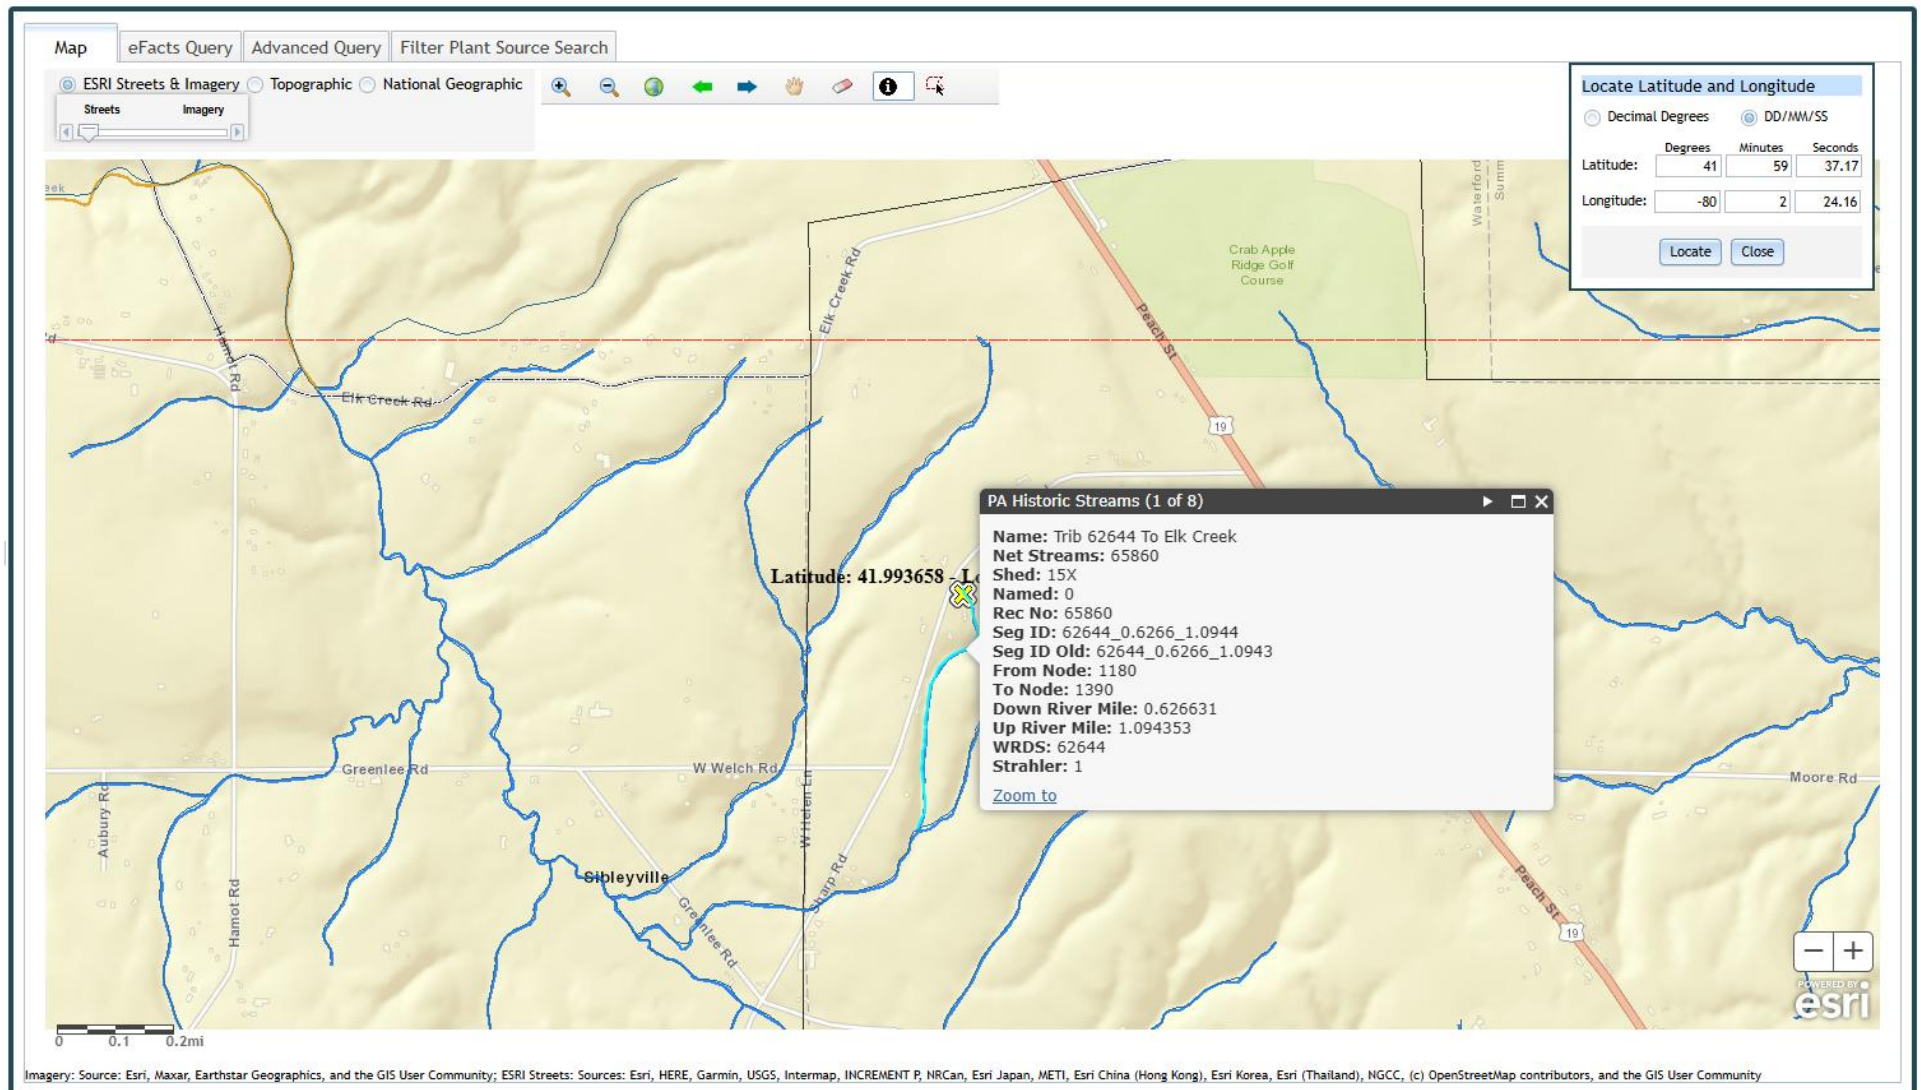 Map
eFacts Query
Advanced Query
Filter Plant Source Search
ESRI Streets & Imagery
Topographic
National Geographic
Streets
Imagery
Locate Latitude and Longitude
Decimal Degrees
DD/MM/SS
Degrees Minutes Seconds
Latitude: 41 59 37.17
Longitude: -80 2 24.16
Locate
Close
eek
Waterford
Summ
Elk Creek Rd
Crab Apple
Ridge Golf
Course
Peach St
Hamot Rd
Elk Creek Rd
19
PA Historic Streams (1 of 8)
Name: Trib 62644 To Elk Creek
Net Streams: 65860
Shed: 15X
Named: 0
Rec No: 65860
Seg ID: 62644_0.6266_1.0944
Seg ID Old: 62644_0.6266_1.0943
From Node: 1180
To Node: 1390
Down River Mile: 0.626631
Up River Mile: 1.094353
WRDS: 62644
Strahler: 1
Zoom to
Latitude: 41.993658 - Lo
Greenlee Rd
W Welch Rd
Moore Rd
Aubury Rd
Sibleyville
Sharp Rd
Hamot Rd
Greenlee Rd
Peach St
19
− +
POWERED BY
esri
0 0.1 0.2mi
Imagery: Source: Esri, Maxar, Earthstar Geographics, and the GIS User Community; ESRI Streets: Sources: Esri, HERE, Garmin, USGS, Intermap, INCREMENT P, NRCan, Esri Japan, METI, Esri China (Hong Kong), Esri Korea, Esri (Thailand), NGCC, (c) OpenStreetMap contributors, and the GIS User Community